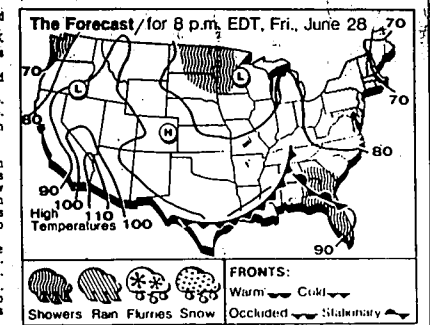 The Forecast/for 8 p.m. EDT, Fri., June 28
70
70
L
L
70
80
H
80
90
100
110
100
High
Temperatures
90
Showers Rain Flurries Snow
FRONTS:
Warm Cold
Occluded Stationary